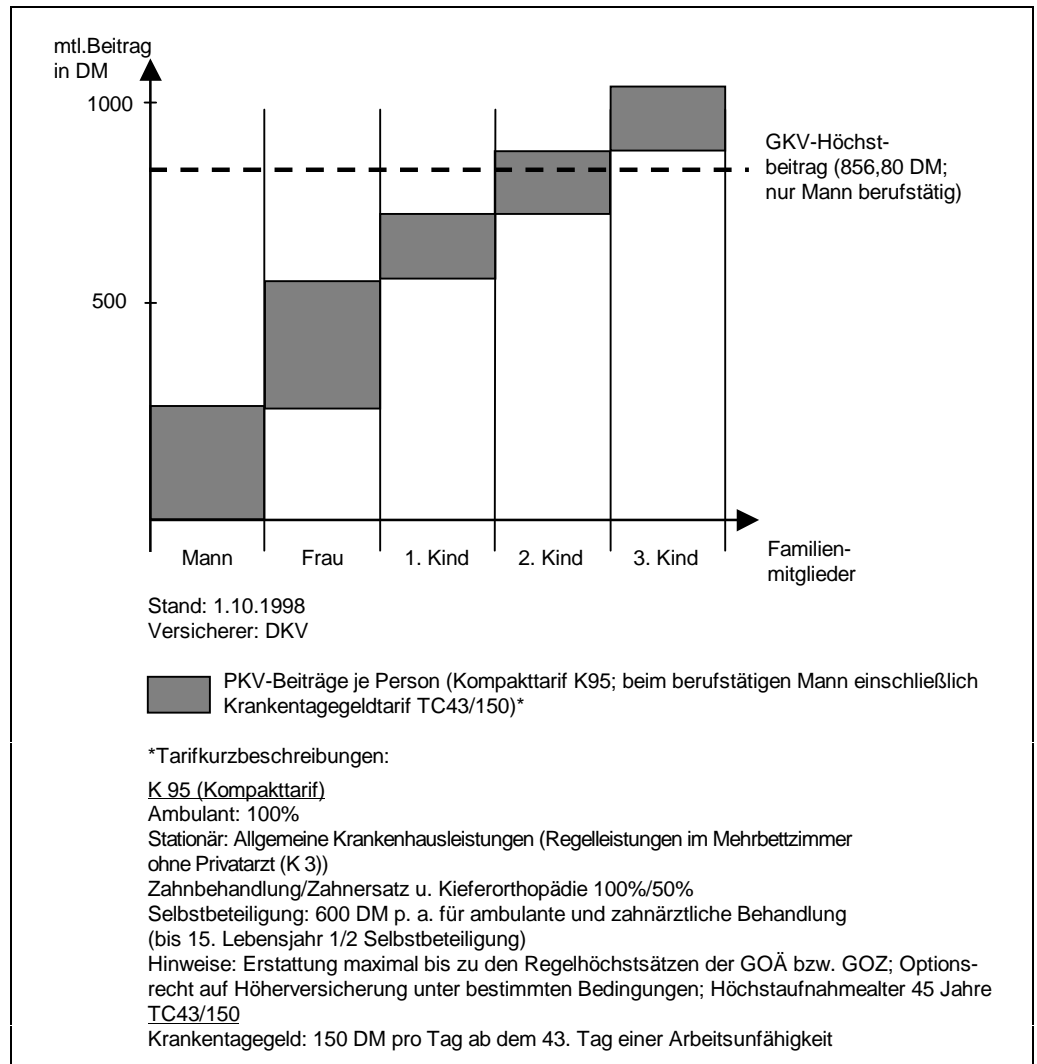 mtl.Beitrag
in DM
1000
GKV-Höchst-
beitrag (856,80 DM;
nur Mann berufstätig)
500
Mann Frau 1. Kind 2. Kind 3. Kind
Familien-
mitglieder
Stand: 1.10.1998
Versicherer: DKV
PKV-Beiträge je Person (Kompakttarif K95; beim berufstätigen Mann einschließlich
Krankentagegeldtarif TC43/150)*
*Tarifkurzbeschreibungen:
K 95 (Kompakttarif)
Ambulant: 100%
Stationär: Allgemeine Krankenhausleistungen (Regelleistungen im Mehrbettzimmer
ohne Privatarzt (K 3))
Zahnbehandlung/Zahnersatz u. Kieferorthopädie 100%/50%
Selbstbeteiligung: 600 DM p. a. für ambulante und zahnärztliche Behandlung
(bis 15. Lebensjahr 1/2 Selbstbeteiligung)
Hinweise: Erstattung maximal bis zu den Regelhöchstsätzen der GOÄ bzw. GOZ; Options-
recht auf Höherversicherung unter bestimmten Bedingungen; Höchstaufnahmealter 45 Jahre
TC43/150
Krankentagegeld: 150 DM pro Tag ab dem 43. Tag einer Arbeitsunfähigkeit